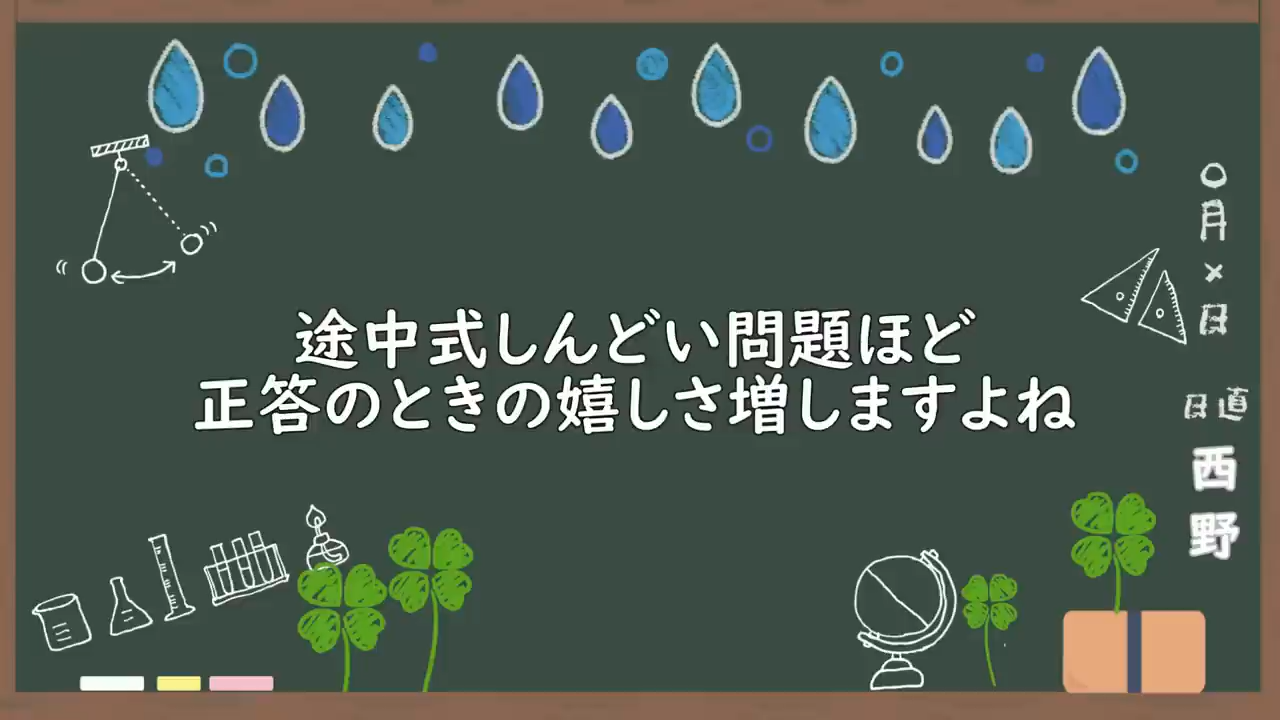 途中式しんどい問題ほど
正答のときの嬉しさ増しますよね
〇月×日
日直
西野